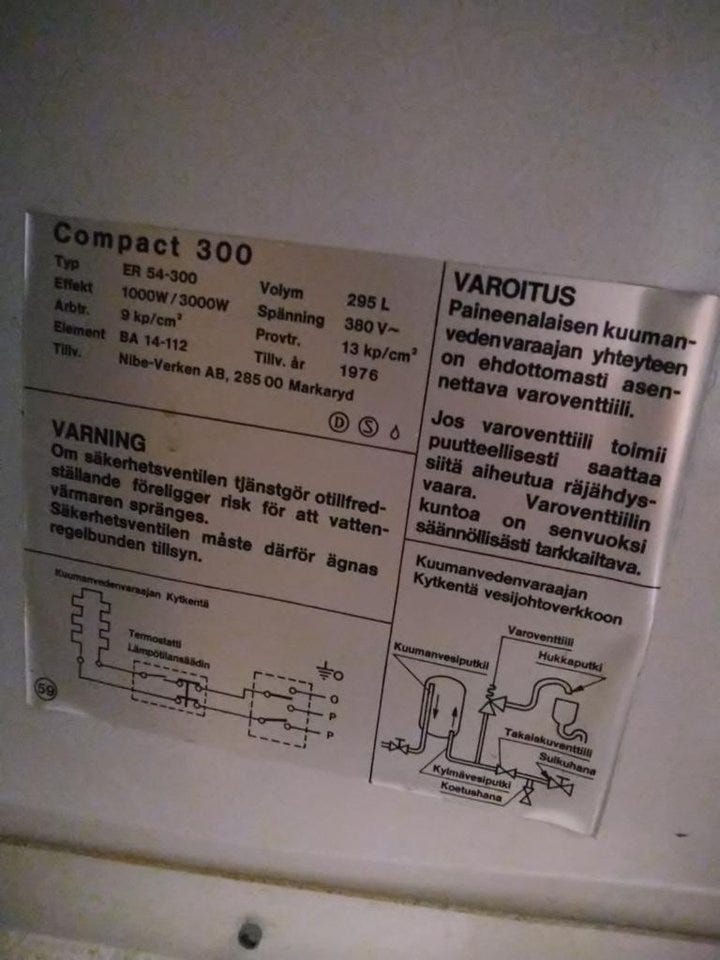 Compact 300
Typ ER 54-300 Volym 295 L
Effekt 1000W/3000W Spänning 380 V~
Arbtr. 9 kp/cm² Provtr. 13 kp/cm²
Element BA 14-112 Tillv. år 1976
Tillv. Nibe-Verken AB, 285 00 Markaryd
D S
VARNING
Om säkerhetsventilen tjänstgör otillfred-
ställande föreligger risk för att vatten-
värmaren spränges.
Säkerhetsventilen måste därför ägnas
regelbunden tillsyn.
Kuumanvedenvaraajan Kytkentä
Termostatti
Lämpötilansäädin
O
O
P
P
59
VAROITUS
Paineenalaisen kuuman-
vedenvaraajan yhteyteen
on ehdottomasti asen-
nettava varoventtiili.
Jos varoventtiili toimii
puutteellisesti saattaa
siitä aiheutua räjähdys-
vaara. Varoventtiilin
kuntoa on senvuoksi
säännöllisästi tarkkailtava.
Kuumanvedenvaraajan
Kytkentä vesijohtoverkkoon
Varoventtiili
Hukkaputki
Kuumanvesiputkil
Takaiakuventtiili
Sulkuhana
Kylmävesiputki
Koetushana